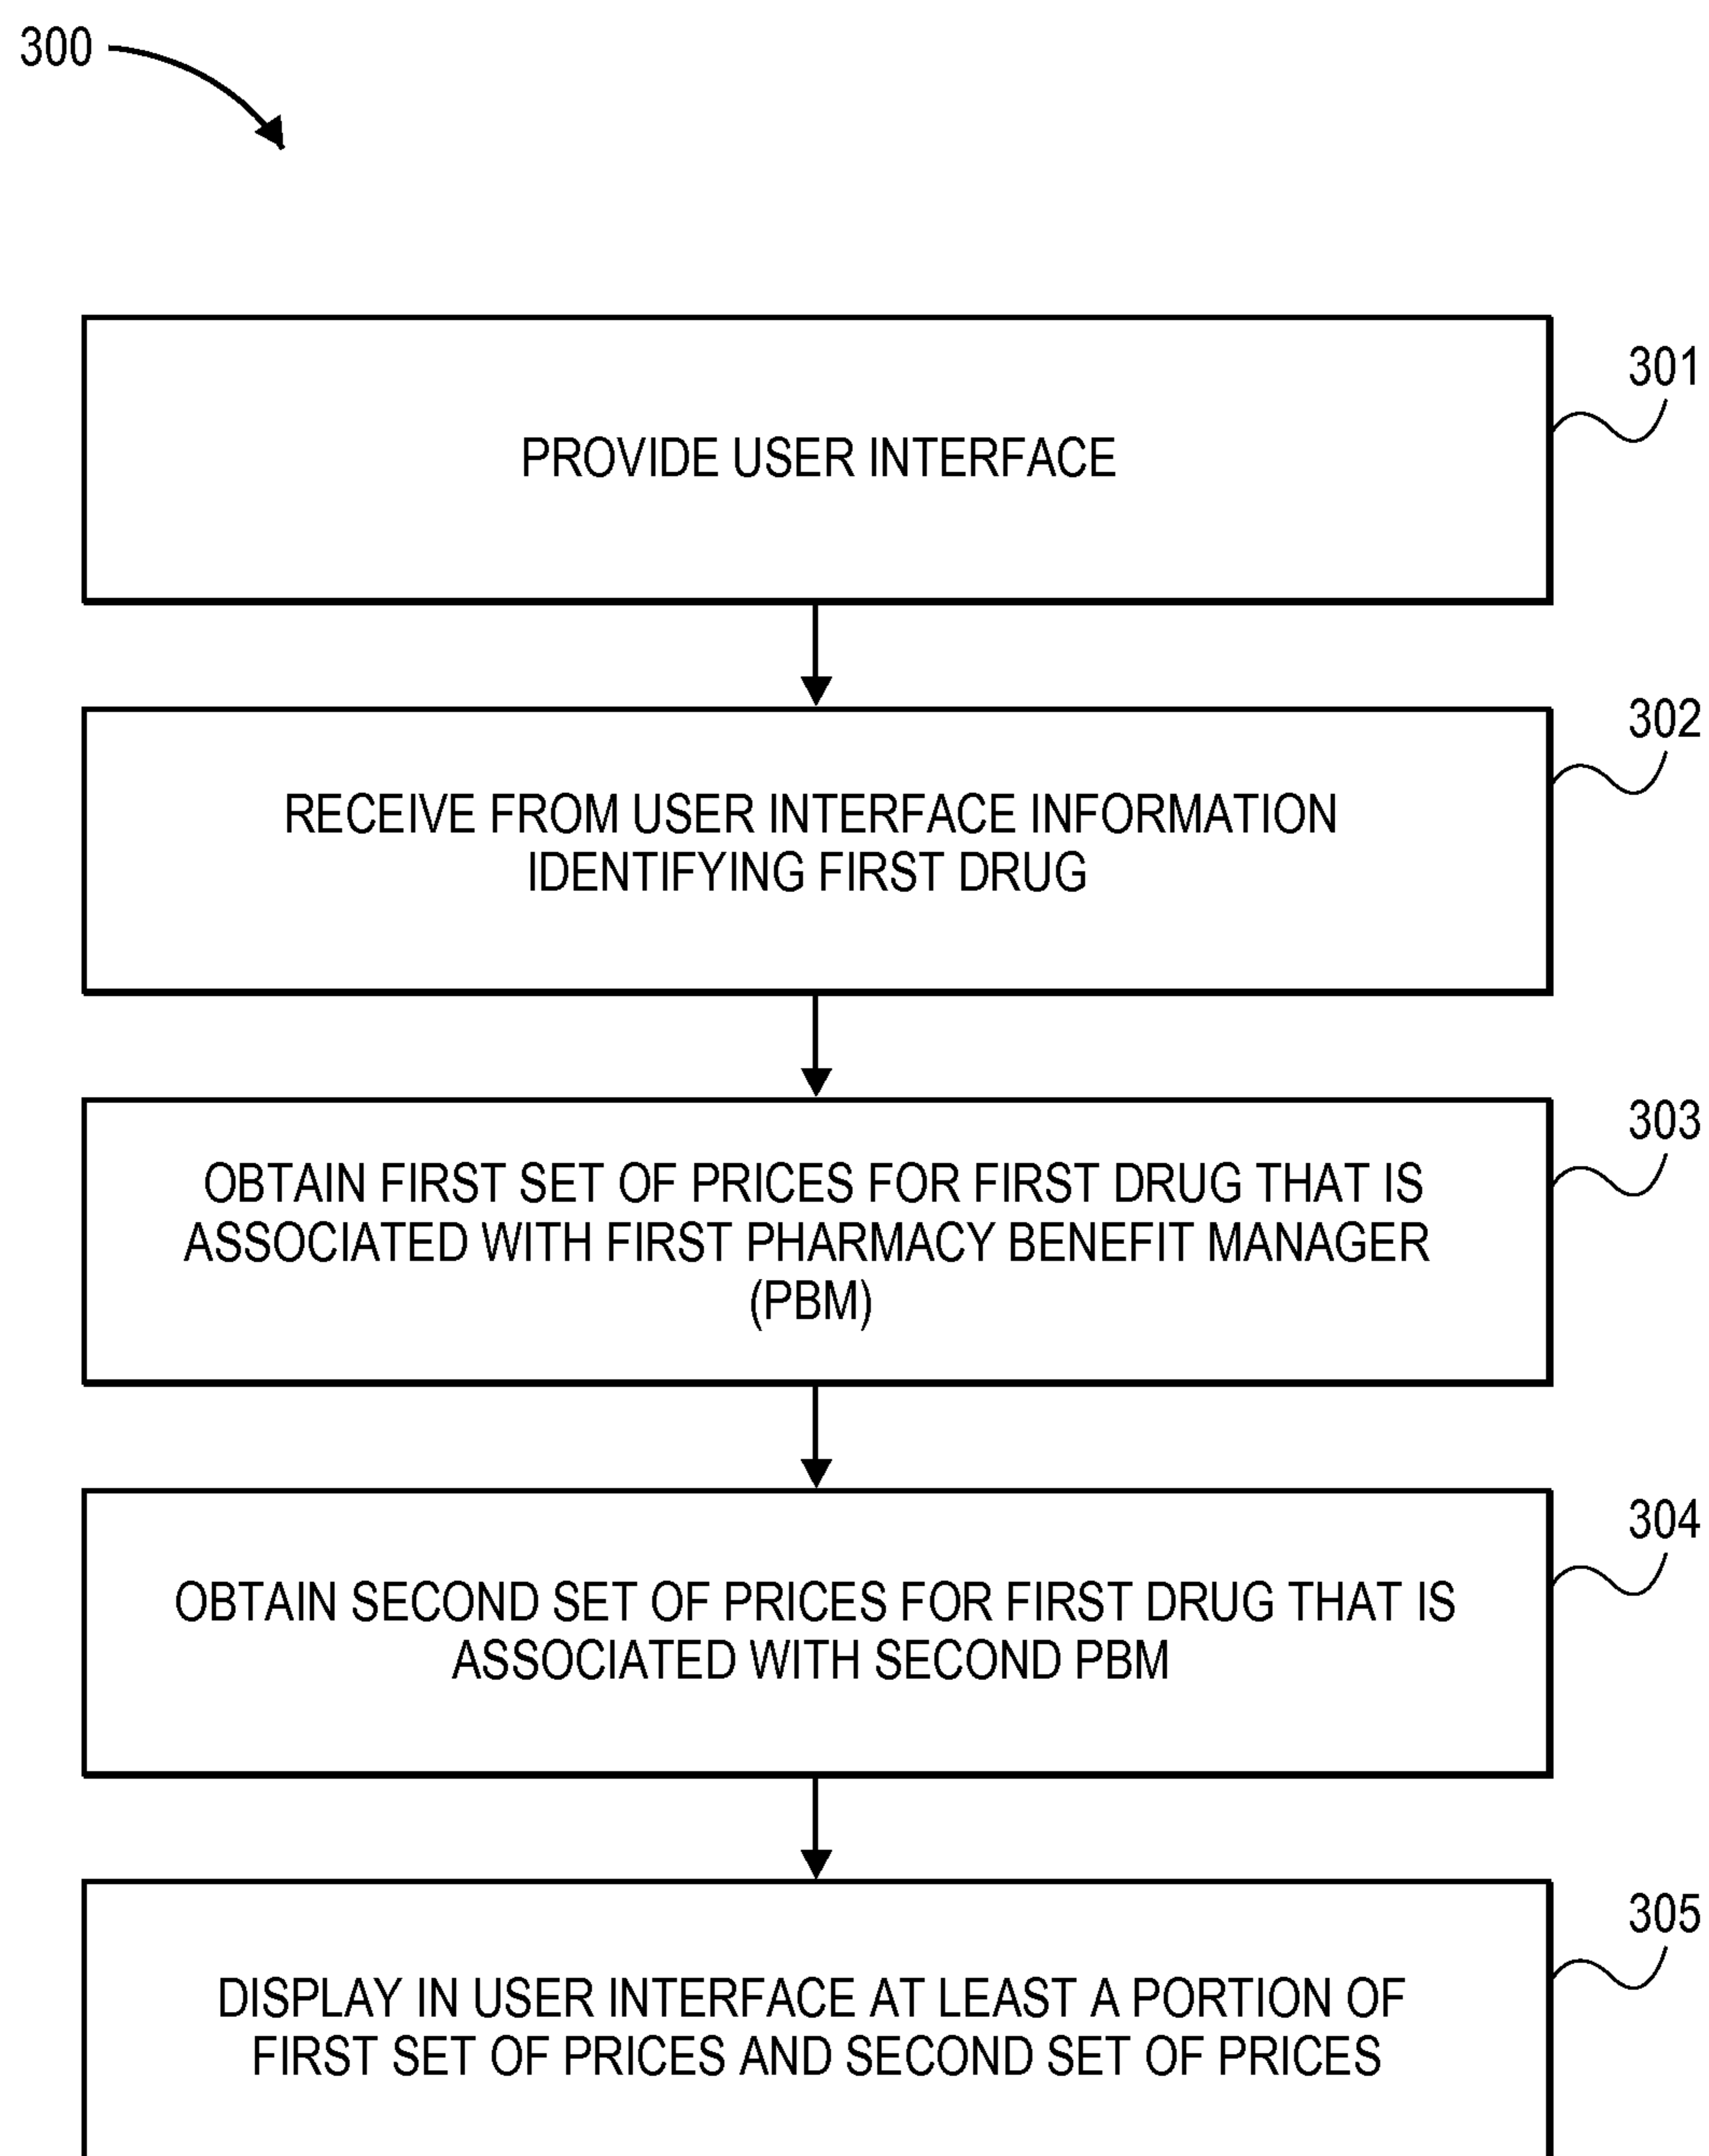 300
301
PROVIDE USER INTERFACE
302
RECEIVE FROM USER INTERFACE INFORMATION
IDENTIFYING FIRST DRUG
303
OBTAIN FIRST SET OF PRICES FOR FIRST DRUG THAT IS
ASSOCIATED WITH FIRST PHARMACY BENEFIT MANAGER
(PBM)
304
OBTAIN SECOND SET OF PRICES FOR FIRST DRUG THAT IS
ASSOCIATED WITH SECOND PBM
305
DISPLAY IN USER INTERFACE AT LEAST A PORTION OF
FIRST SET OF PRICES AND SECOND SET OF PRICES